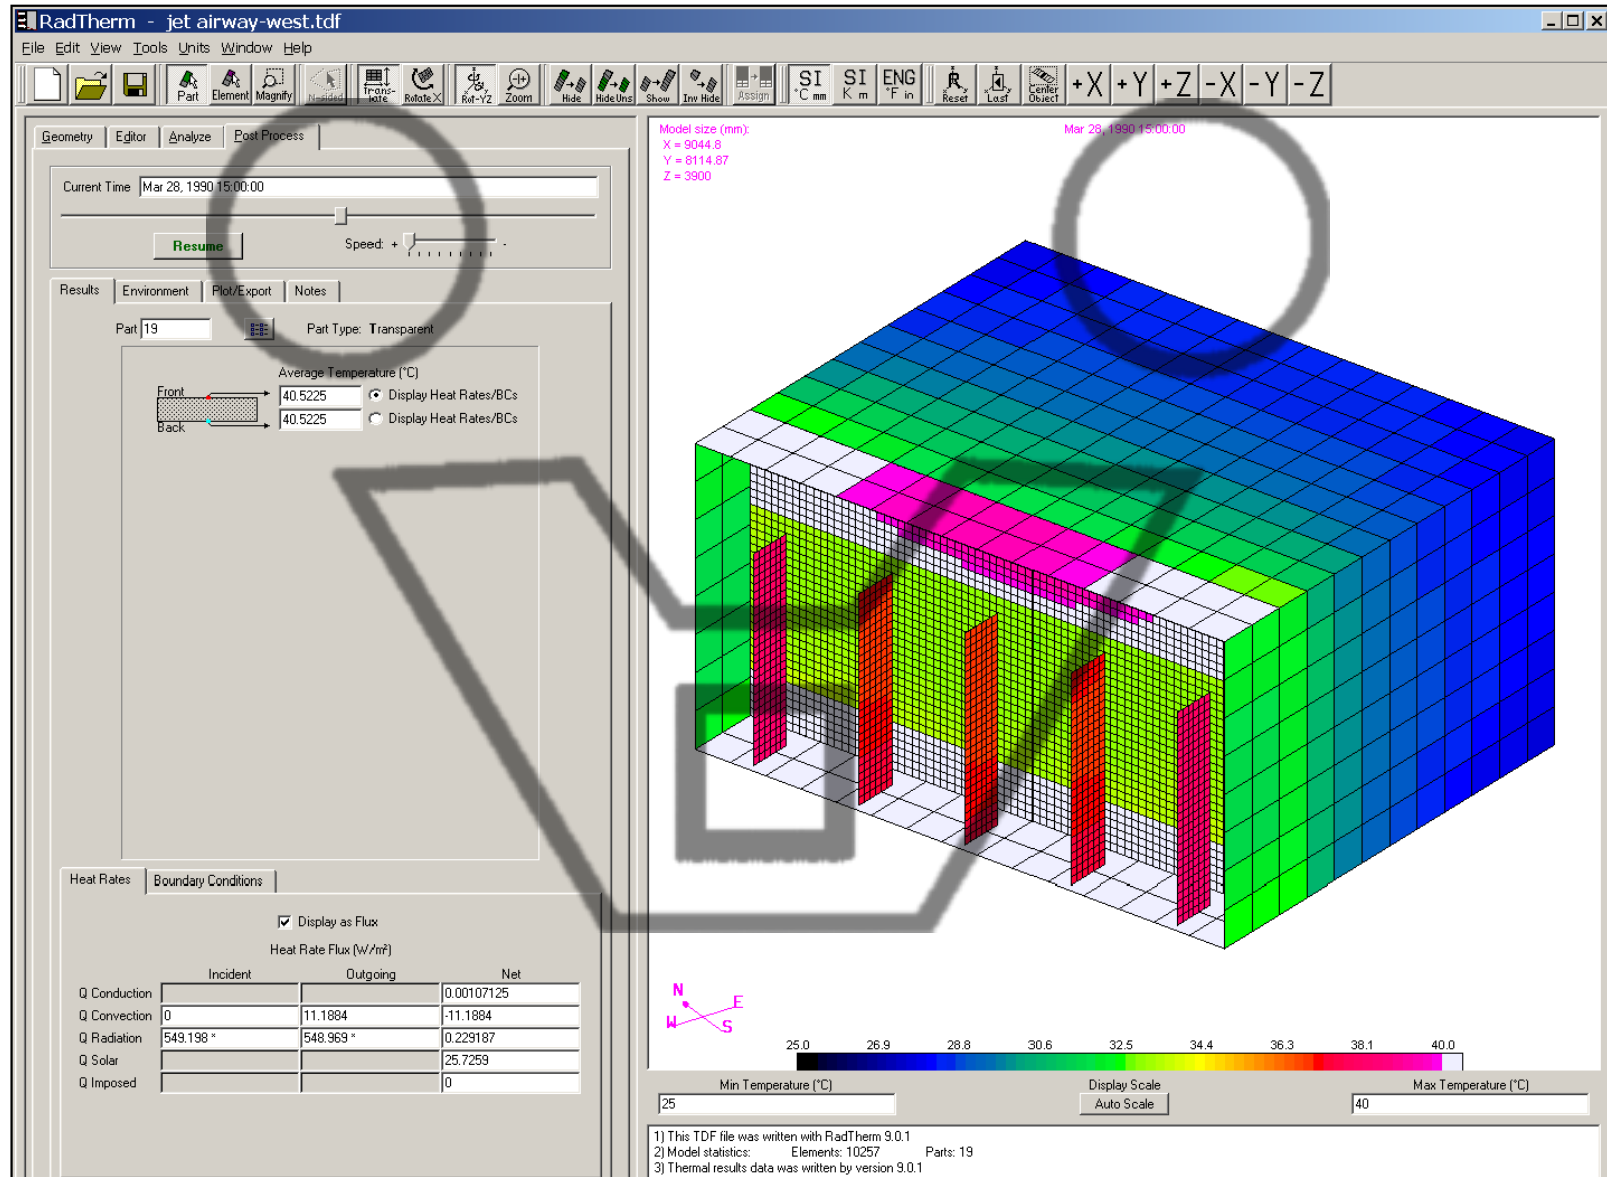 RadTherm - jet airway-west.tdf
File Edit View Tools Units Window Help
Part Element Magnify N-sided Trans-late Rotate X Rot-YZ Zoom Hide Hide Uns Show Inv Hide Assign SI °C mm SI K m ENG °F in Reset Last Center Object +X +Y +Z -X -Y -Z
Geometry Editor Analyze Post Process
Current Time Mar 28, 1990 15:00:00
Resume Speed: + -
Results Environment Plot/Export Notes
Part 19 Part Type: Transparent
Average Temperature (°C)
Front 40.5225 Display Heat Rates/BCs
Back 40.5225 Display Heat Rates/BCs
Heat Rates Boundary Conditions
Display as Flux
Heat Rate Flux (W/m²)
Incident Outgoing Net
Q Conduction 0.00107125
Q Convection 0 11.1884 -11.1884
Q Radiation 549.198 * 548.969 * 0.229187
Q Solar 25.7259
Q Imposed 0
Model size (mm):
X = 9044.8
Y = 8114.87
Z = 3900
Mar 28, 1990 15:00:00
N
E
W
S
25.0 26.9 28.8 30.6 32.5 34.4 36.3 38.1 40.0
Min Temperature (°C) Display Scale Max Temperature (°C)
25 Auto Scale 40
1) This TDF file was written with RadTherm 9.0.1
2) Model statistics: Elements: 10257 Parts: 19
3) Thermal results data was written by version 9.0.1